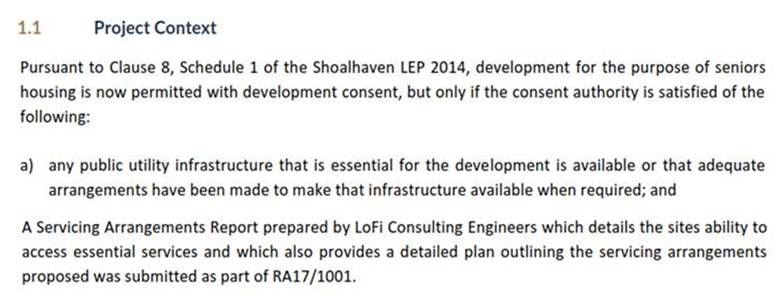 1.1 Project Context
Pursuant to Clause 8, Schedule 1 of the Shoalhaven LEP 2014, development for the purpose of seniors
housing is now permitted with development consent, but only if the consent authority is satisfied of the
following:
a) any public utility infrastructure that is essential for the development is available or that adequate
arrangements have been made to make that infrastructure available when required; and
A Servicing Arrangements Report prepared by LoFi Consulting Engineers which details the sites ability to
access essential services and which also provides a detailed plan outlining the servicing arrangements
proposed was submitted as part of RA17/1001.